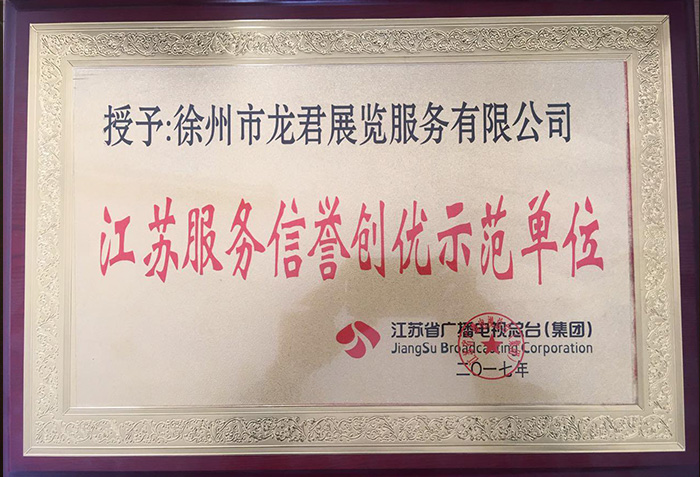 授予:徐州市龙君展览服务有限公司
江苏服务信誉创优示范单位
江苏省广播电视总台(集团)
JiangSu Broadcasting Corporation
二〇一七年